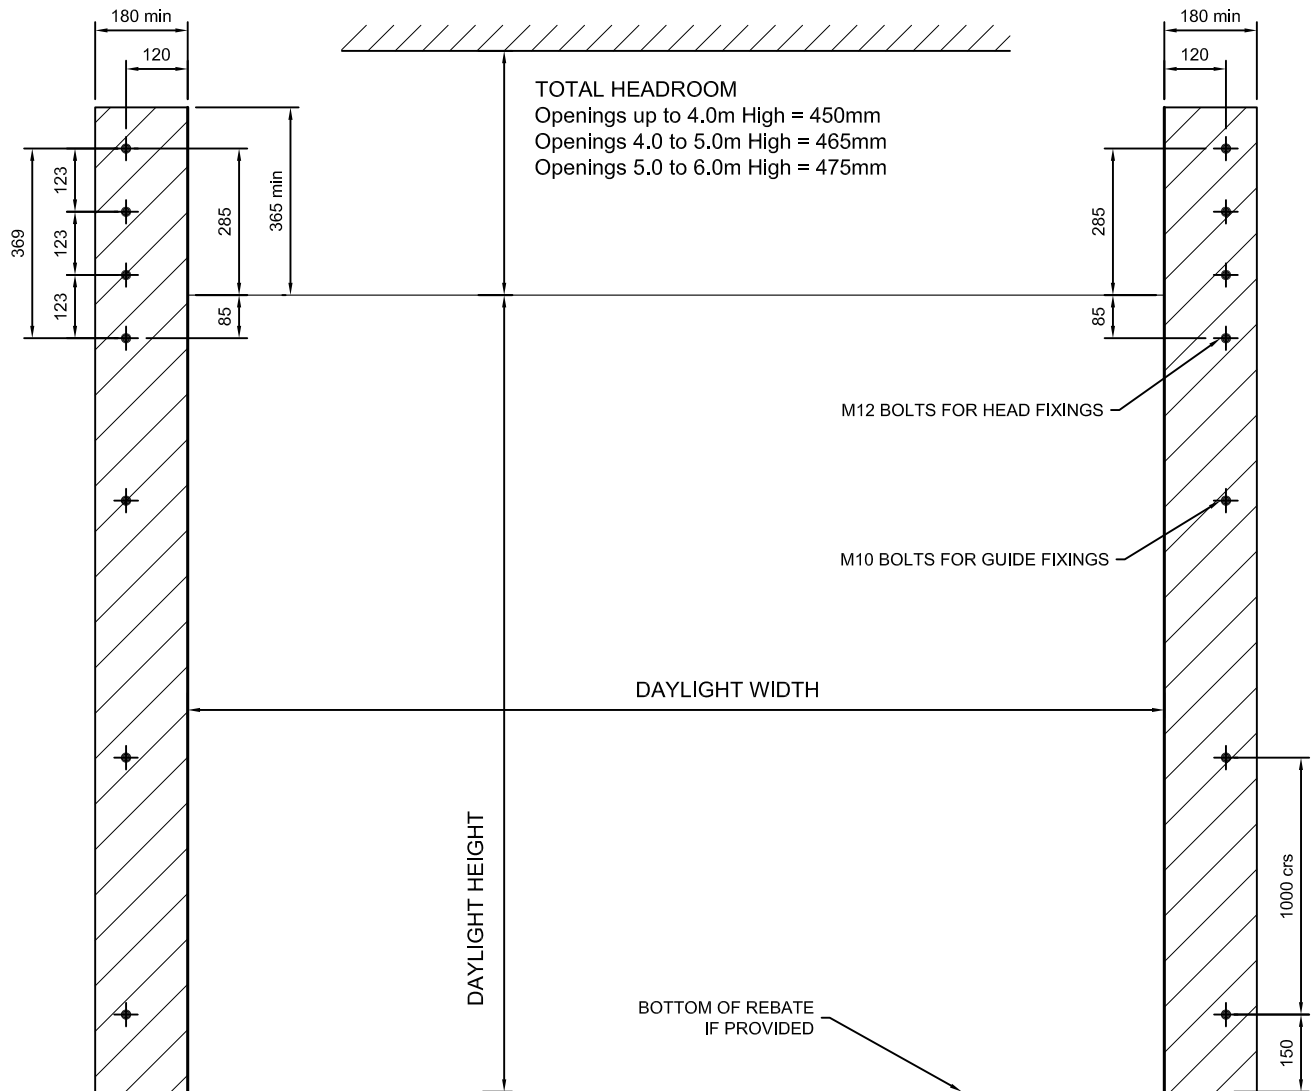 180 min
180 min
120
120
TOTAL HEADROOM
Openings up to 4.0m High = 450mm
Openings 4.0 to 5.0m High = 465mm
Openings 5.0 to 6.0m High = 475mm
369
123
123
123
285
85
365 min
285
85
M12 BOLTS FOR HEAD FIXINGS
M10 BOLTS FOR GUIDE FIXINGS
DAYLIGHT WIDTH
DAYLIGHT HEIGHT
1000 crs
150
BOTTOM OF REBATE
IF PROVIDED